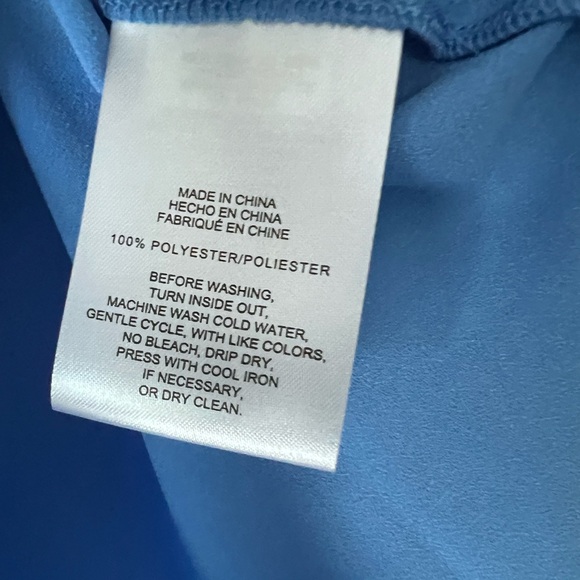 MADE IN CHINA
HECHO EN CHINA
FABRIQUÉ EN CHINE
100% POLYESTER/POLIESTER
BEFORE WASHING,
TURN INSIDE OUT,
MACHINE WASH COLD WATER,
GENTLE CYCLE, WITH LIKE COLORS,
NO BLEACH, DRIP DRY,
PRESS WITH COOL IRON
IF NECESSARY,
OR DRY CLEAN.